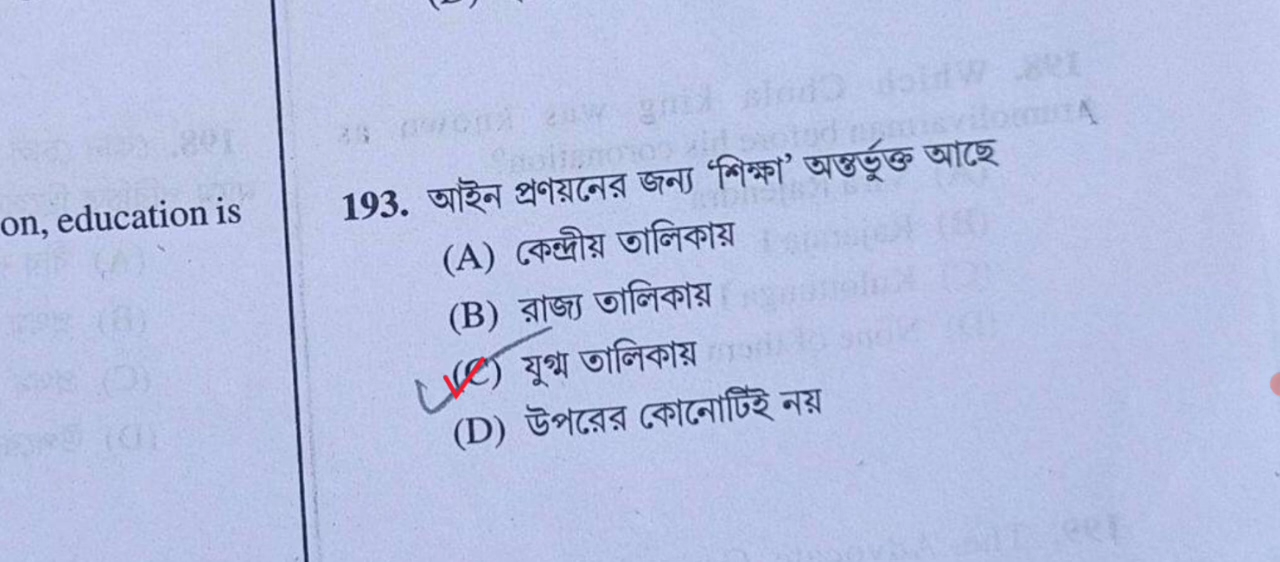 on, education is
193. আইন প্রণয়নের জন্য ‘শিক্ষা’ অন্তর্ভুক্ত আছে
(A) কেন্দ্রীয় তালিকায়
(B) রাজ্য তালিকায়
(C) যুগ্ম তালিকায়
(D) উপরের কোনোটিই নয়